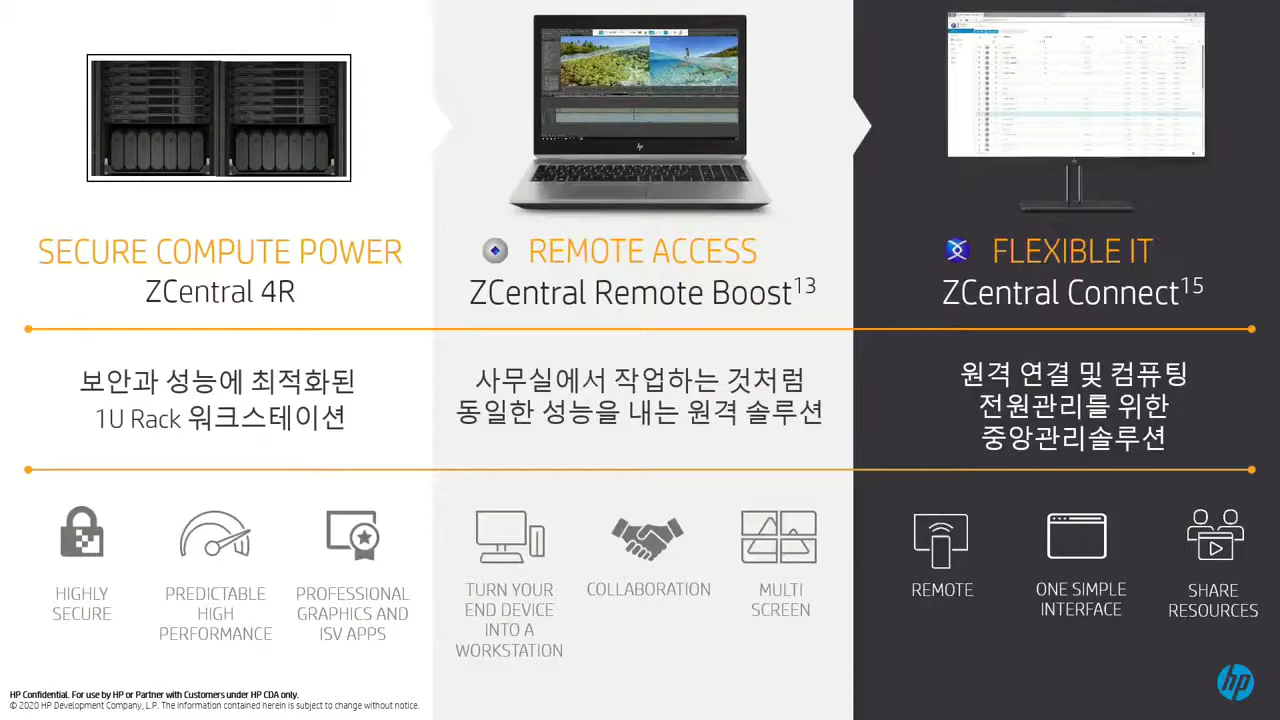 SECURE COMPUTE POWER
ZCentral 4R
보안과 성능에 최적화된
1U Rack 워크스테이션
HIGHLY
SECURE
PREDICTABLE
HIGH
PERFORMANCE
PROFESSIONAL
GRAPHICS AND
ISV APPS
REMOTE ACCESS
ZCentral Remote Boost13
사무실에서 작업하는 것처럼
동일한 성능을 내는 원격 솔루션
TURN YOUR
END DEVICE
INTO A
WORKSTATION
COLLABORATION
MULTI
SCREEN
FLEXIBLE IT
ZCentral Connect15
원격 연결 및 컴퓨팅
전원관리를 위한
중앙관리솔루션
REMOTE
ONE SIMPLE
INTERFACE
SHARE
RESOURCES
HP Confidential. For use by HP or Partner with Customers under HP CDA only.
© 2020 HP Development Company, L.P. The information contained herein is subject to change without notice.
hp